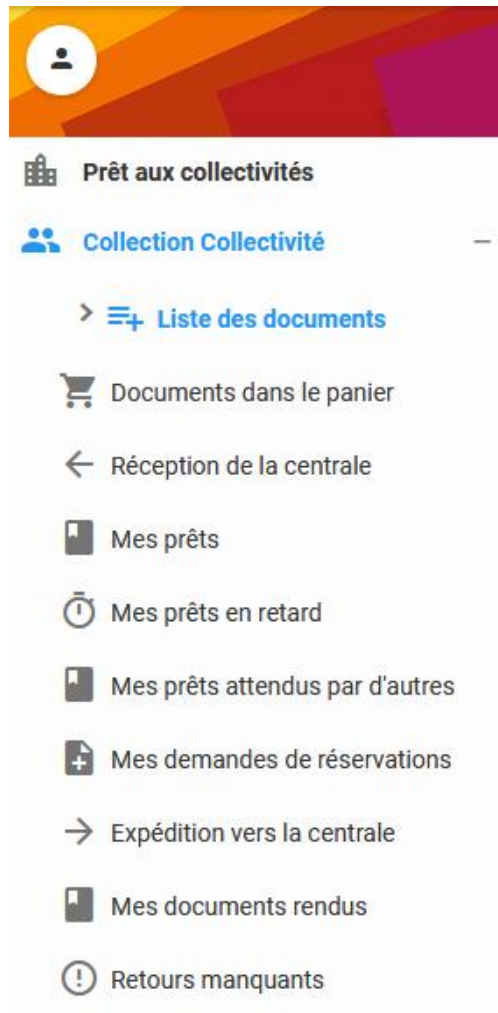 Prêt aux collectivités
Collection Collectivité
Liste des documents
Documents dans le panier
Réception de la centrale
Mes prêts
Mes prêts en retard
Mes prêts attendus par d'autres
Mes demandes de réservations
Expédition vers la centrale
Mes documents rendus
Retours manquants